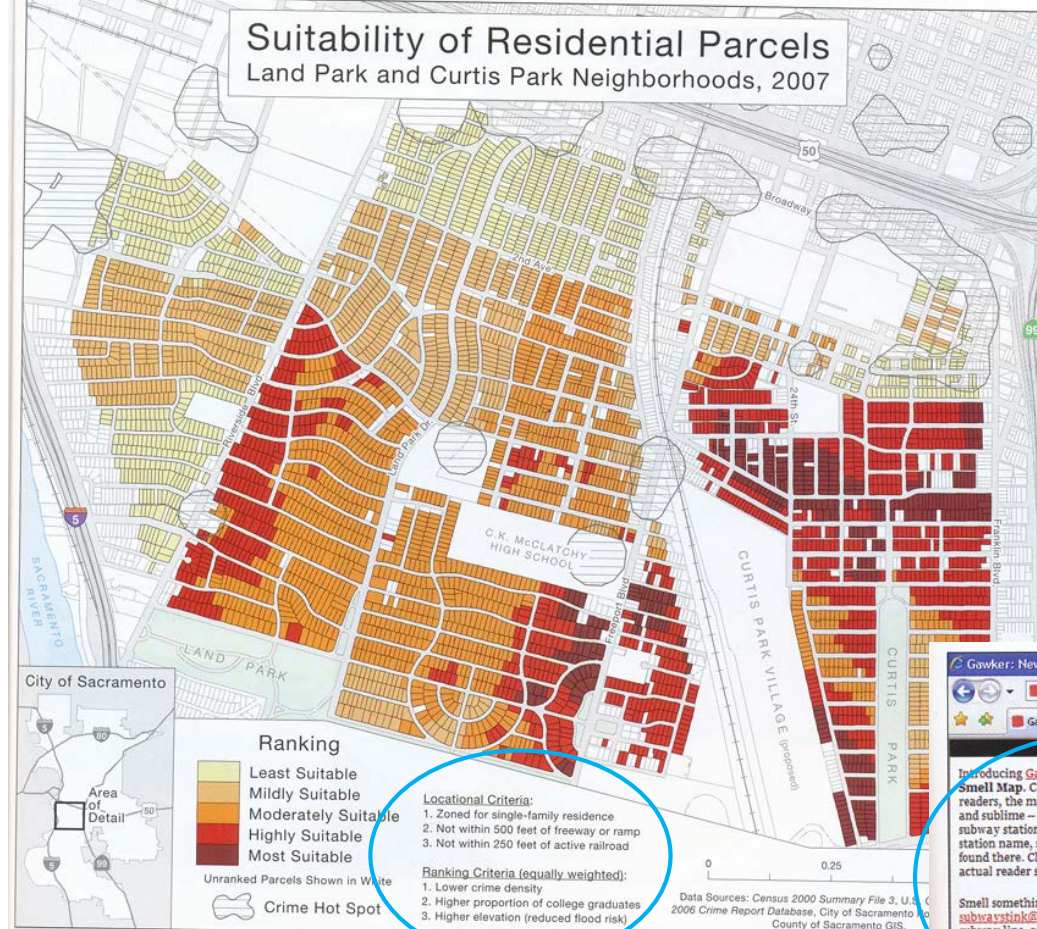 Suitability of Residential Parcels
Land Park and Curtis Park Neighborhoods, 2007
50
Broadway
2nd Ave.
99
24th St.
Riverside Blvd.
Land Park Dr.
5
C.K. McCLATCHY
HIGH SCHOOL
Freeport Blvd.
Franklin Blvd.
SACRAMENTO
RIVER
CURTIS PARK VILLAGE (proposed)
LAND PARK
CURTIS PARK
City of Sacramento
5
80
Area
of
Detail
50
5
99
Ranking
Least Suitable
Mildly Suitable
Moderately Suitable
Highly Suitable
Most Suitable
Unranked Parcels Shown in White
Crime Hot Spot
Locational Criteria:
1. Zoned for single-family residence
2. Not within 500 feet of freeway or ramp
3. Not within 250 feet of active railroad
Ranking Criteria (equally weighted):
1. Lower crime density
2. Higher proportion of college graduates
3. Higher elevation (reduced flood risk)
0 0.25
Data Sources: Census 2000 Summary File 3, U.S.
2006 Crime Report Database, City of Sacramento
County of Sacramento GIS.
Gawker: New
Introducing
Smell Map. C
readers, the m
and sublime --
subway station
station name,
found there. Cl
actual reader s
Smell somethin
subwaystink@